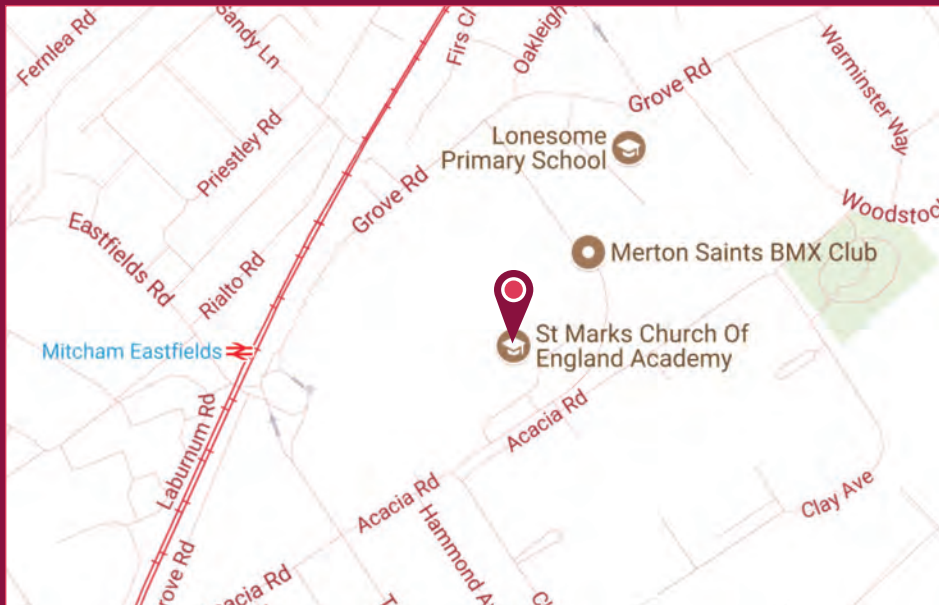 Fernlea Rd
Sandy Ln
Firs Cl
Oakleigh
Warminster Way
Grove Rd
Priestley Rd
Lonesome
Primary School
Grove Rd
Woodstock
Eastfields Rd
Rialto Rd
Merton Saints BMX Club
Mitcham Eastfields
St Marks Church Of
England Academy
Laburnum Rd
Acacia Rd
Acacia Rd
Hammond
Clay Ave
Rd
Rd